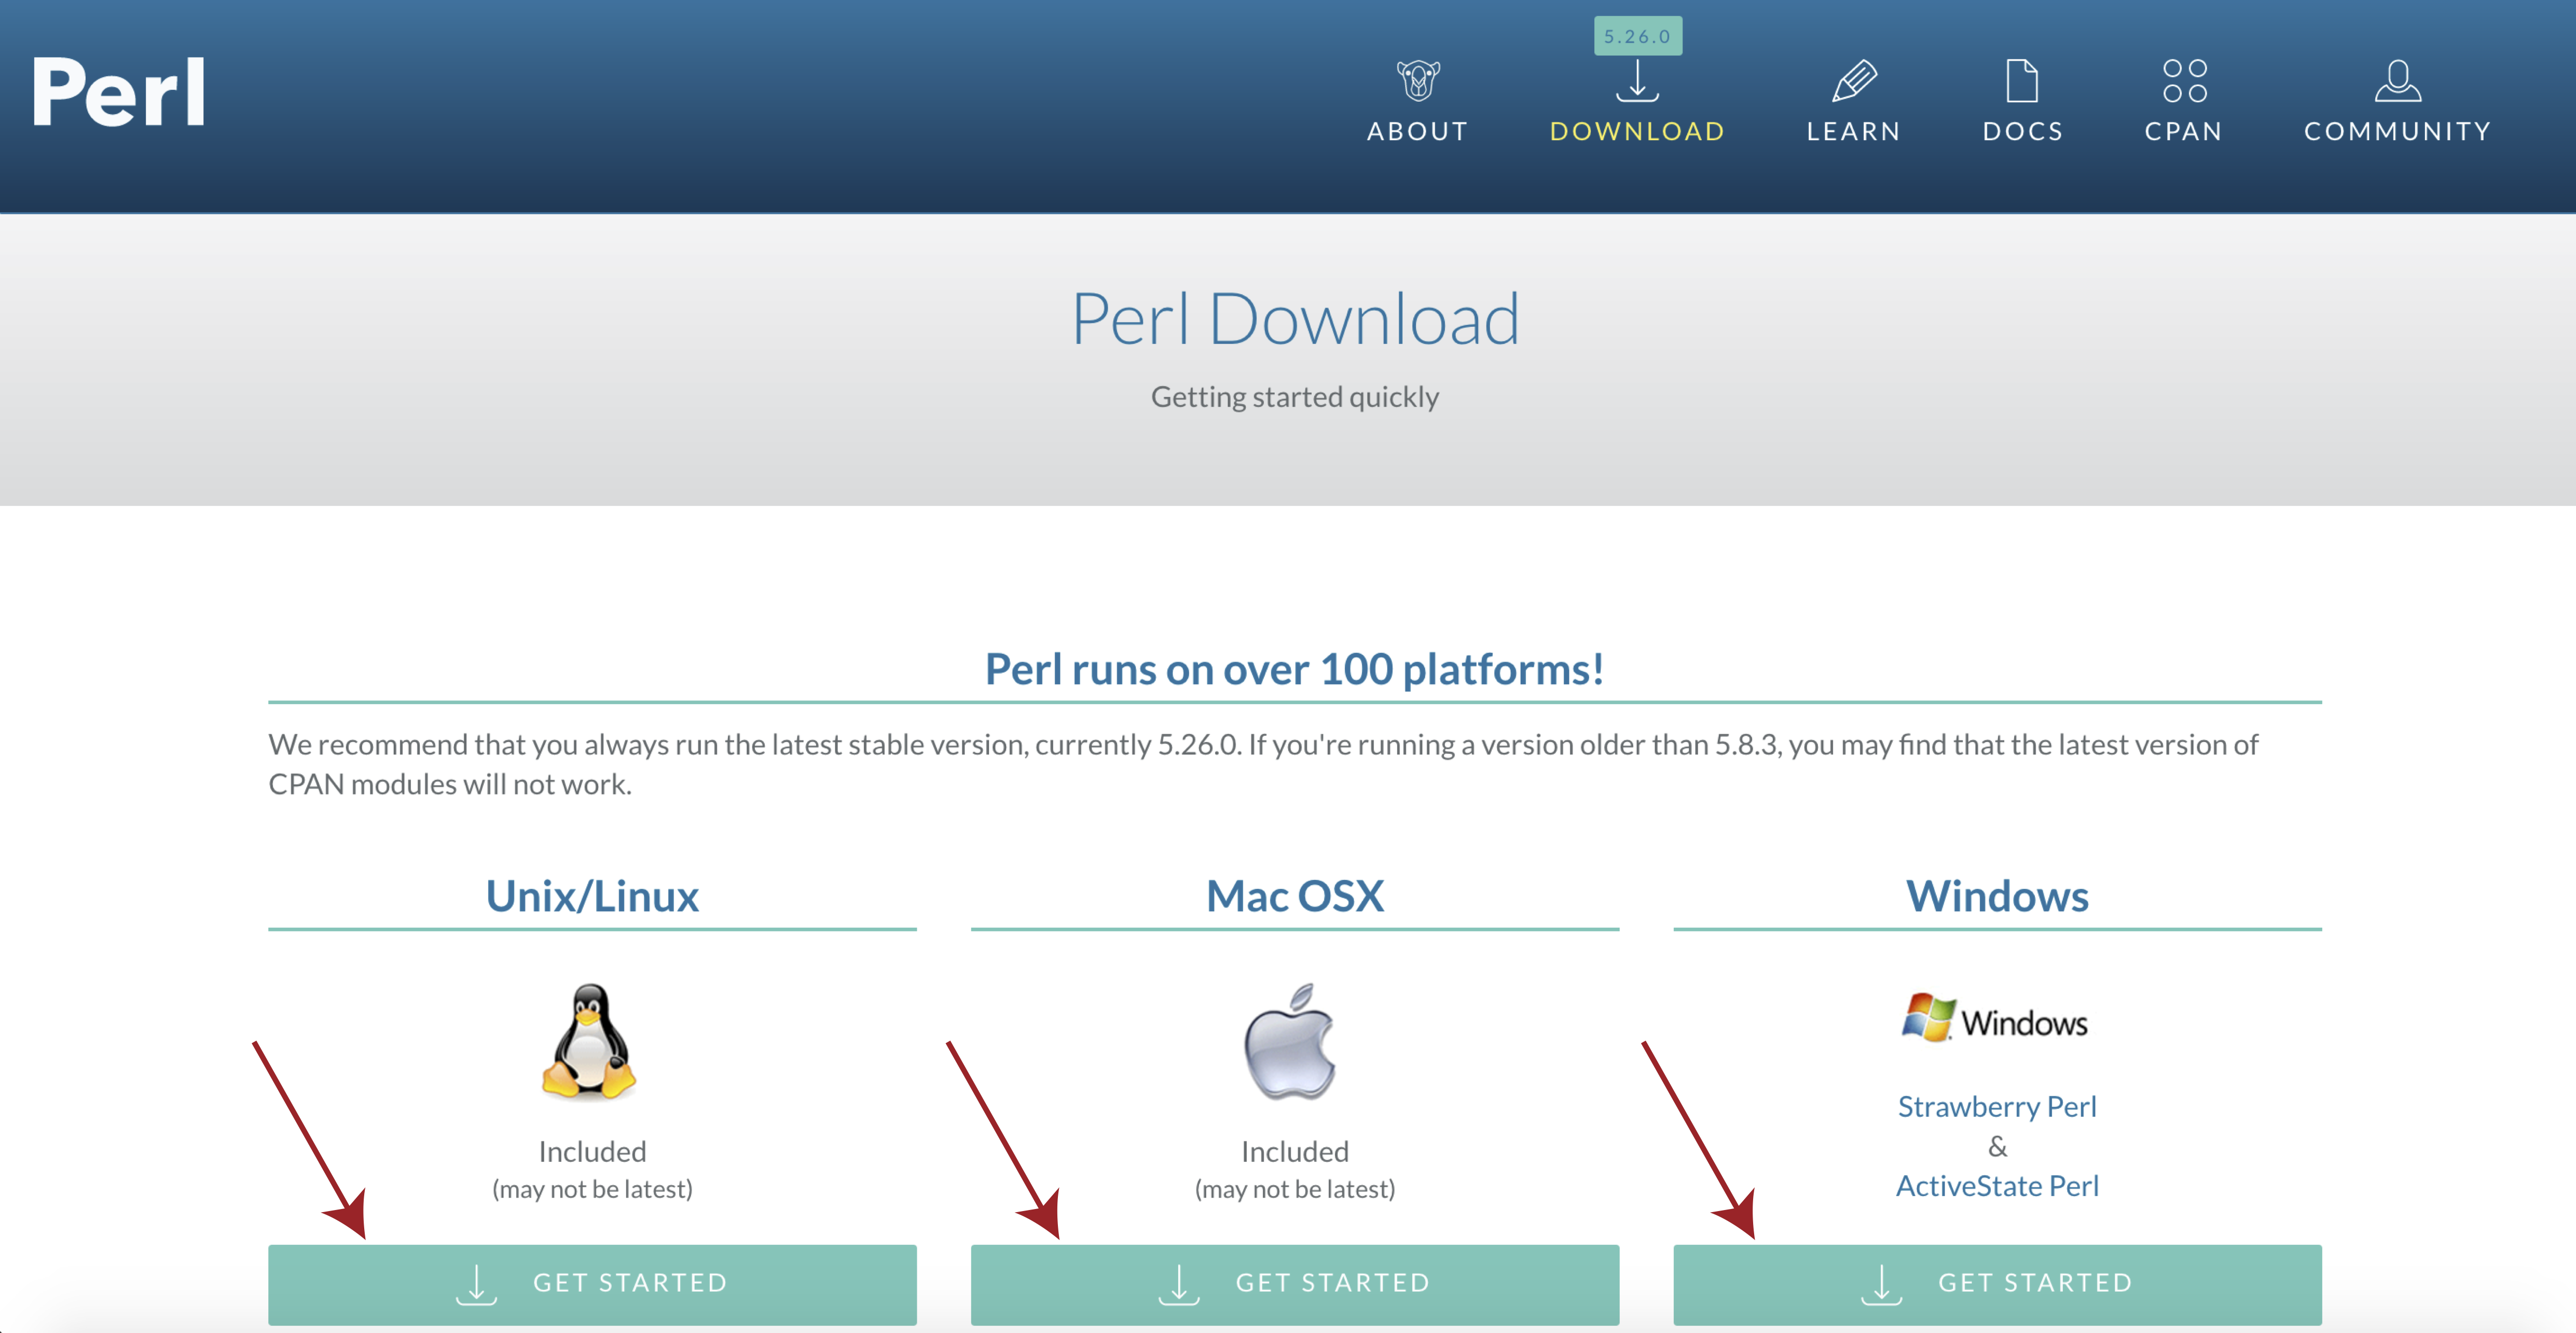 Perl
5.26.0
ABOUT
DOWNLOAD
LEARN
DOCS
CPAN
COMMUNITY
Perl Download
Getting started quickly
Perl runs on over 100 platforms!
We recommend that you always run the latest stable version, currently 5.26.0. If you're running a version older than 5.8.3, you may find that the latest version of
CPAN modules will not work.
Unix/Linux
Included
(may not be latest)
GET STARTED
Mac OSX
Included
(may not be latest)
GET STARTED
Windows
Windows
Strawberry Perl
&
ActiveState Perl
GET STARTED